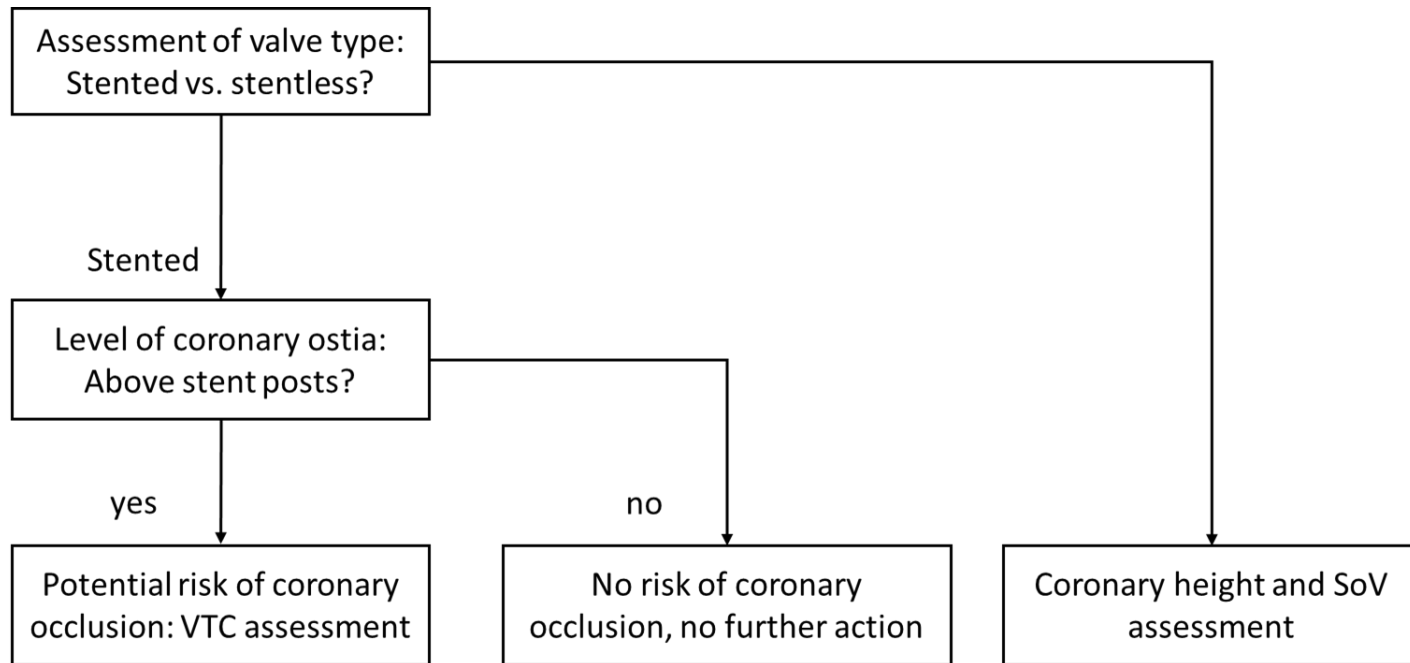 Assessment of valve type:
Stented vs. stentless?
Stented
Level of coronary ostia:
Above stent posts?
yes
no
Potential risk of coronary
occlusion: VTC assessment
No risk of coronary
occlusion, no further action
Coronary height and SoV
assessment